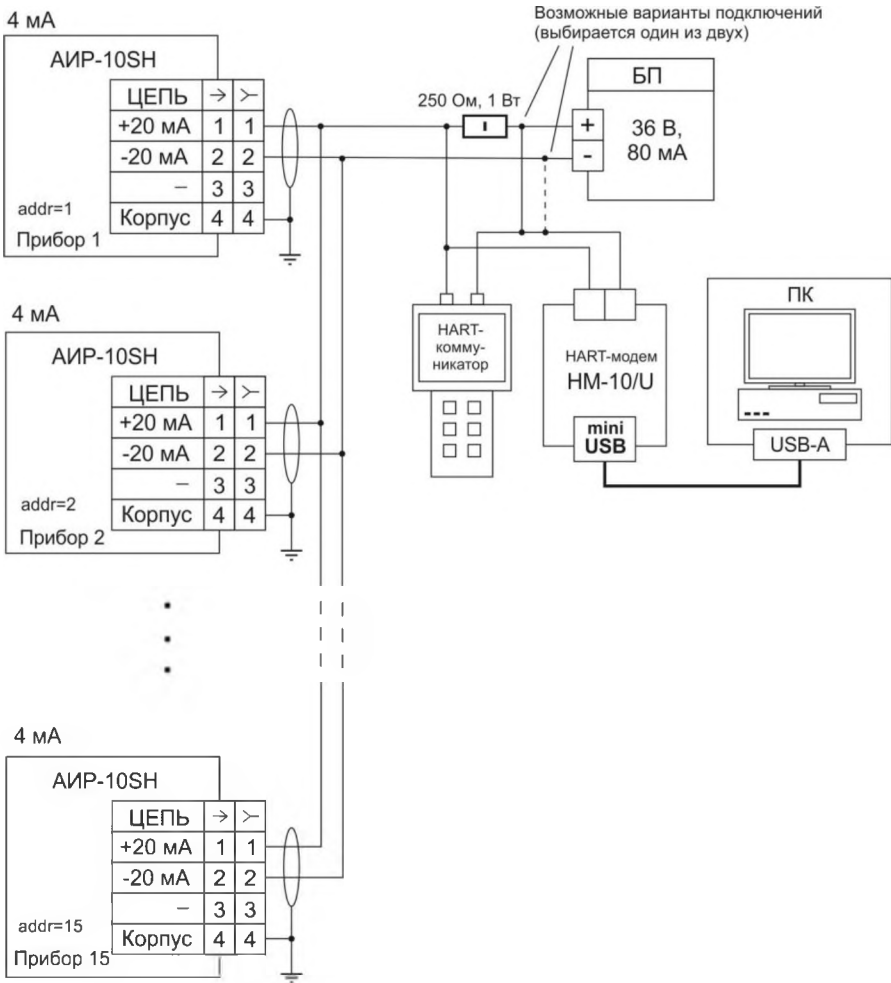 4 мА
АИР-10SH
ЦЕПЬ
+20 мА 1 1
-20 мА 2 2
– 3 3
Корпус 4 4
addr=1
Прибор 1
Возможные варианты подключений
(выбирается один из двух)
250 Ом, 1 Вт
БП
+
-
36 В,
80 мА
HART-
комму-
никатор
HART-модем
HM-10/U
mini
USB
ПК
USB-A
4 мА
АИР-10SH
ЦЕПЬ
+20 мА 1 1
-20 мА 2 2
– 3 3
Корпус 4 4
addr=2
Прибор 2
4 мА
АИР-10SH
ЦЕПЬ
+20 мА 1 1
-20 мА 2 2
– 3 3
Корпус 4 4
addr=15
Прибор 15